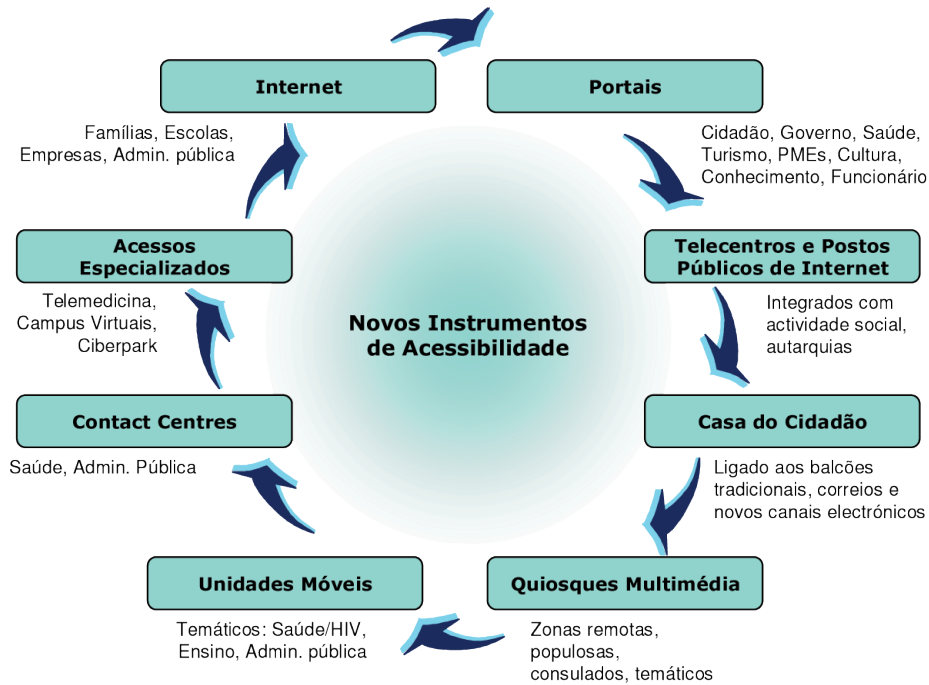 Internet
Portais
Famílias, Escolas,
Empresas, Admin. pública
Cidadão, Governo, Saúde,
Turismo, PMEs, Cultura,
Conhecimento, Funcionário
Acessos
Especializados
Telecentros e Postos
Públicos de Internet
Telemedicina,
Campus Virtuais,
Ciberpark
Integrados com
actividade social,
autarquias
Novos Instrumentos
de Acessibilidade
Contact Centres
Casa do Cidadão
Saúde, Admin. Pública
Ligado aos balcões
tradicionais, correios e
novos canais electrónicos
Unidades Móveis
Quiosques Multimédia
Temáticos: Saúde/HIV,
Ensino, Admin. pública
Zonas remotas,
populosas,
consulados, temáticos